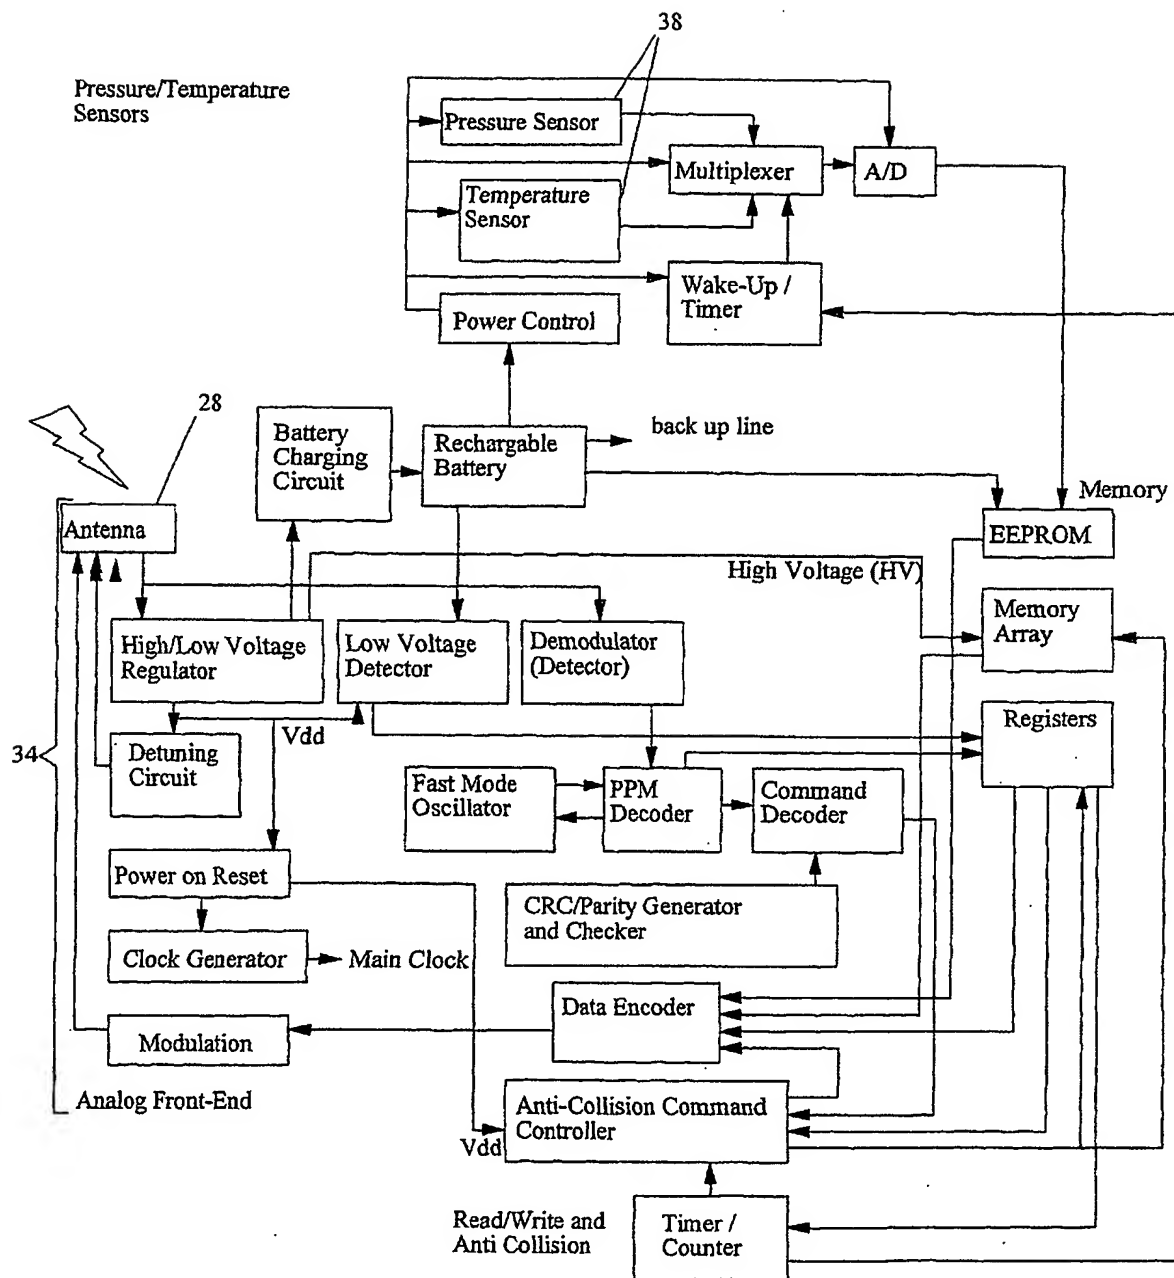 38
Pressure/Temperature
Sensors
Pressure Sensor
Multiplexer
A/D
Temperature
Sensor
Wake-Up /
Timer
Power Control
28
Battery
Charging
Circuit
Rechargable
Battery
back up line
Memory
Antenna
EEPROM
High Voltage (HV)
Memory
Array
High/Low Voltage
Regulator
Low Voltage
Detector
Demodulator
(Detector)
Registers
Vdd
34
Detuning
Circuit
Fast Mode
Oscillator
PPM
Decoder
Command
Decoder
Power on Reset
CRC/Parity Generator
and Checker
Clock Generator
Main Clock
Data Encoder
Modulation
Analog Front-End
Anti-Collision Command
Controller
Vdd
Read/Write and
Anti Collision
Timer /
Counter